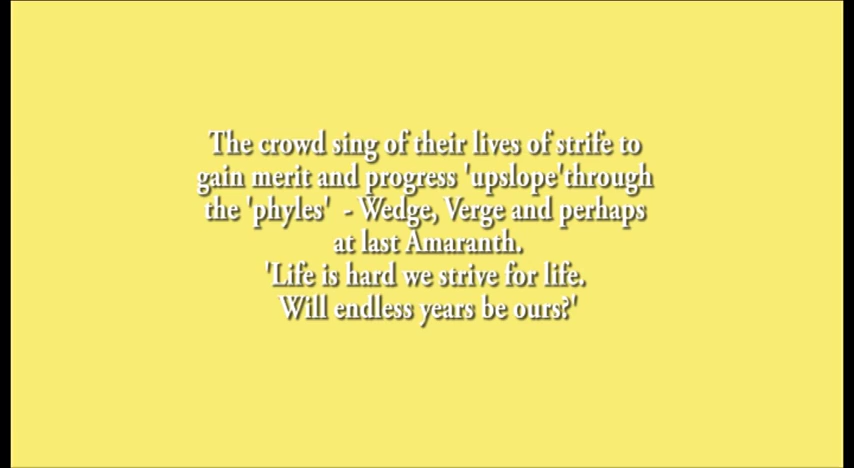 The crowd sing of their lives of strife to
gain merit and progress 'upslope'through
the 'phyles'  - Wedge, Verge and perhaps
at last Amaranth.
'Life is hard we strive for life.
Will endless years be ours?'